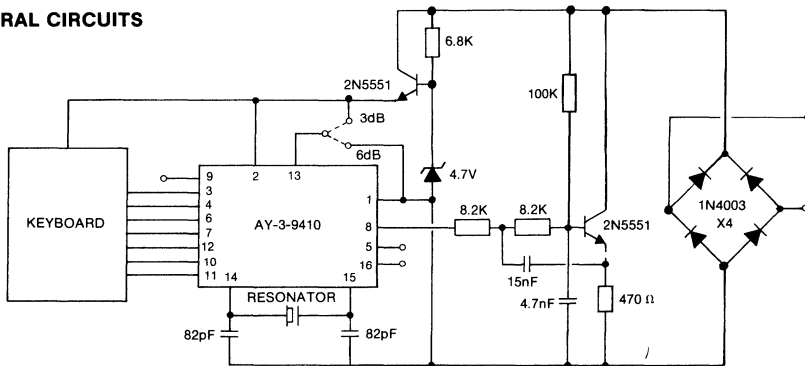 RAL CIRCUITS
6.8K
2N5551
100K
3dB
6dB
4.7V
KEYBOARD
9
3
4
6
7
12
10
11
2
13
AY-3-9410
1
8
5
16
14
15
8.2K
8.2K
2N5551
1N4003
X4
15nF
4.7nF
470 Ω
RESONATOR
82pF
82pF